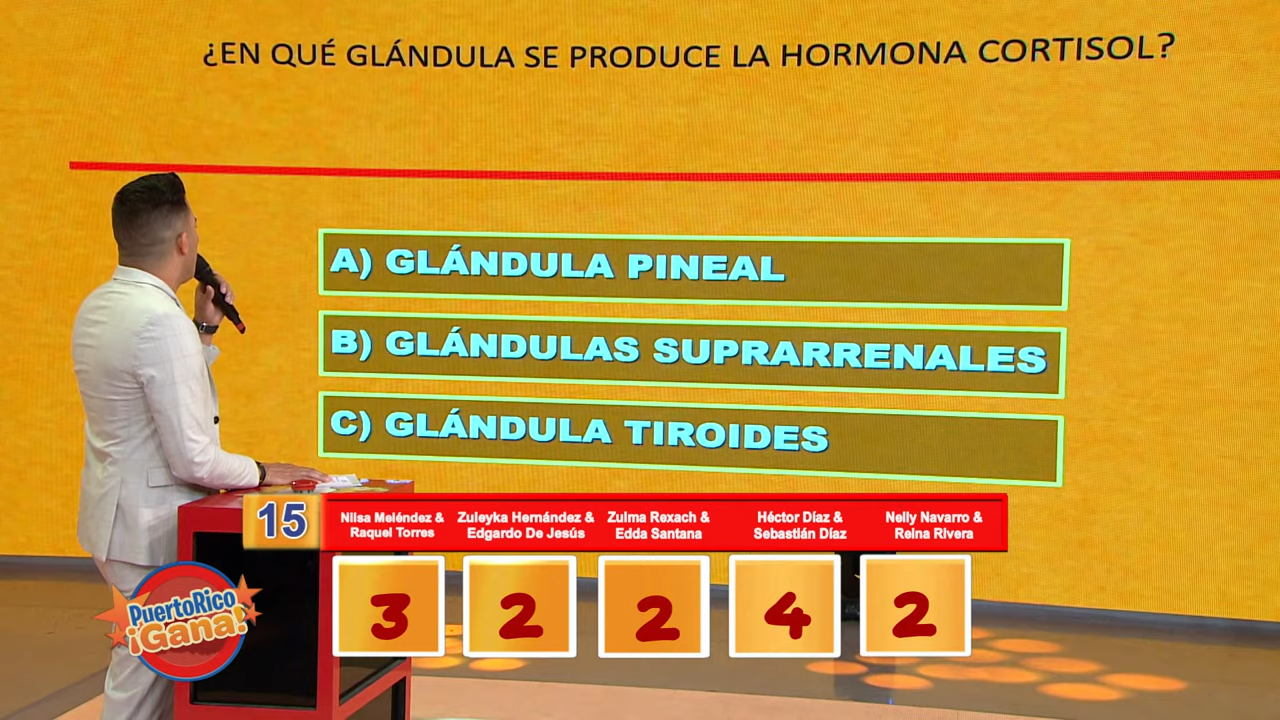 ¿EN QUÉ GLÁNDULA SE PRODUCE LA HORMONA CORTISOL?
A) GLÁNDULA PINEAL
B) GLÁNDULAS SUPRARRENALES
C) GLÁNDULA TIROIDES
15
Nilsa Meléndez &
Raquel Torres
Zuleyka Hernández &
Edgardo De Jesús
Zulma Rexach &
Edda Santana
Héctor Díaz &
Sebastián Díaz
Nelly Navarro &
Reina Rivera
3
2
2
4
2
PuertoRico
¡Gana!